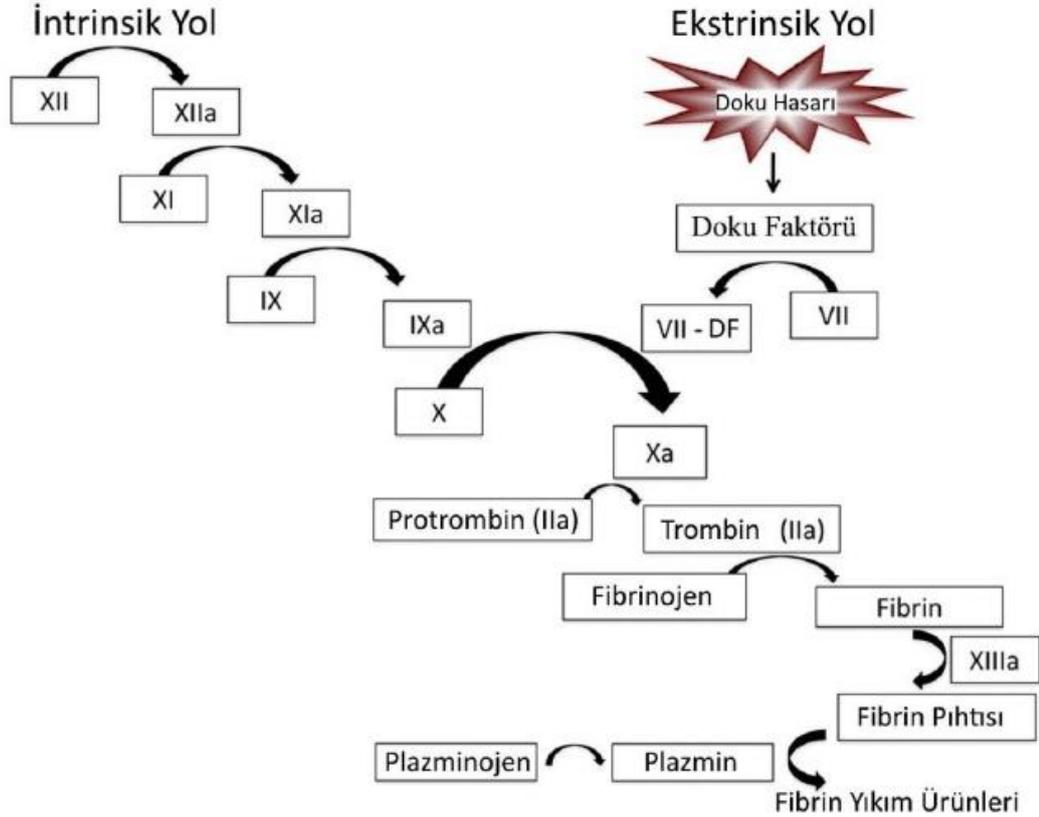 İntrinsik Yol
Ekstrinsik Yol
XII
XIIa
Doku Hasarı
XI
XIa
Doku Faktörü
IX
IXa
VII - DF
VII
X
Xa
Protrombin (IIa)
Trombin (IIa)
Fibrinojen
Fibrin
XIIIa
Fibrin Pıhtısı
Plazminojen
Plazmin
Fibrin Yıkım Ürünleri